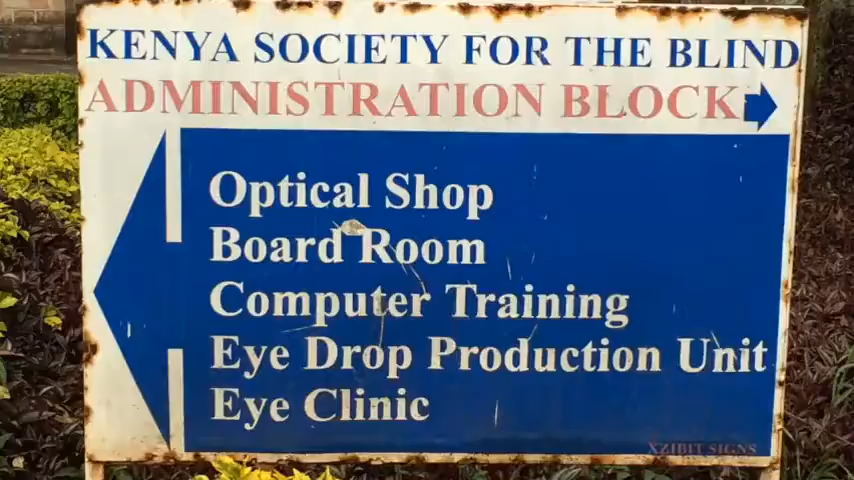 KENYA SOCIETY FOR THE BLIND
ADMINISTRATION BLOCK
Optical Shop
Board Room
Computer Training
Eye Drop Production Unit
Eye Clinic
XZIBIT SIGNS